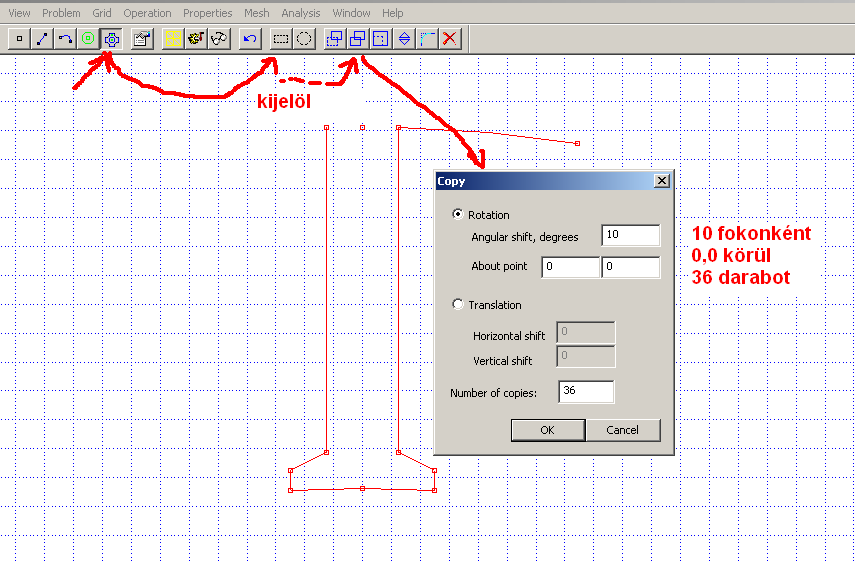 View Problem Grid Operation Properties Mesh Analysis Window Help
kijelöl
Copy
Rotation
Angular shift, degrees 10
About point 0 0
Translation
Horizontal shift 0
Vertical shift 0
Number of copies: 36
OK Cancel
10 fokonként
0,0 körül
36 darabot